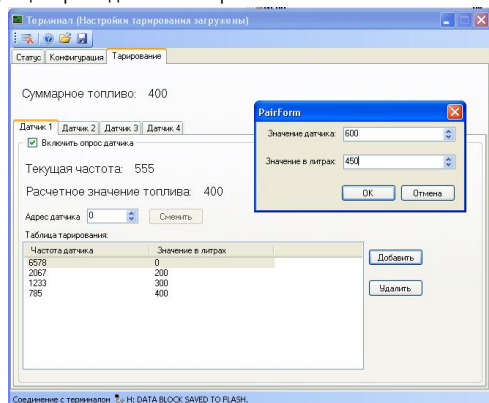 Терминал (Настройки тарирования загружены)
Статус Конфигурация Тарирование
Суммарное топливо: 400
Датчик 1 Датчик 2 Датчик 3 Датчик 4
Включить опрос датчика
Текущая частота: 555
Расчетное значение топлива: 400
Адрес датчика 0 Сменить
Таблица тарирования:
Частота датчика Значение в литрах
6578 0
2067 200
1233 300
785 400
Добавить
Удалить
PairForm
Значение датчика: 600
Значение в литрах: 450
OK Отмена
Соединение с терминалом H: DATA BLOCK SAVED TO FLASH.